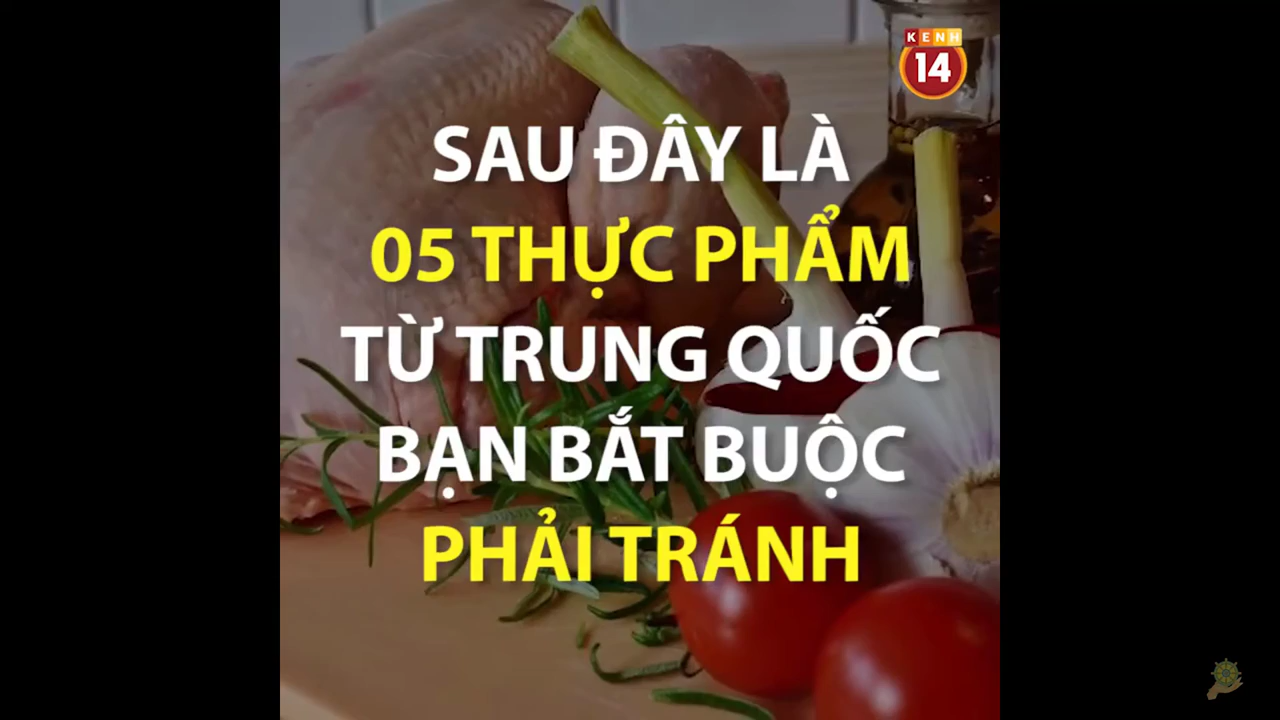 KENH
14
SAU ĐÂY LÀ
05 THỰC PHẨM
TỪ TRUNG QUỐC
BẠN BẮT BUỘC
PHẢI TRÁNH